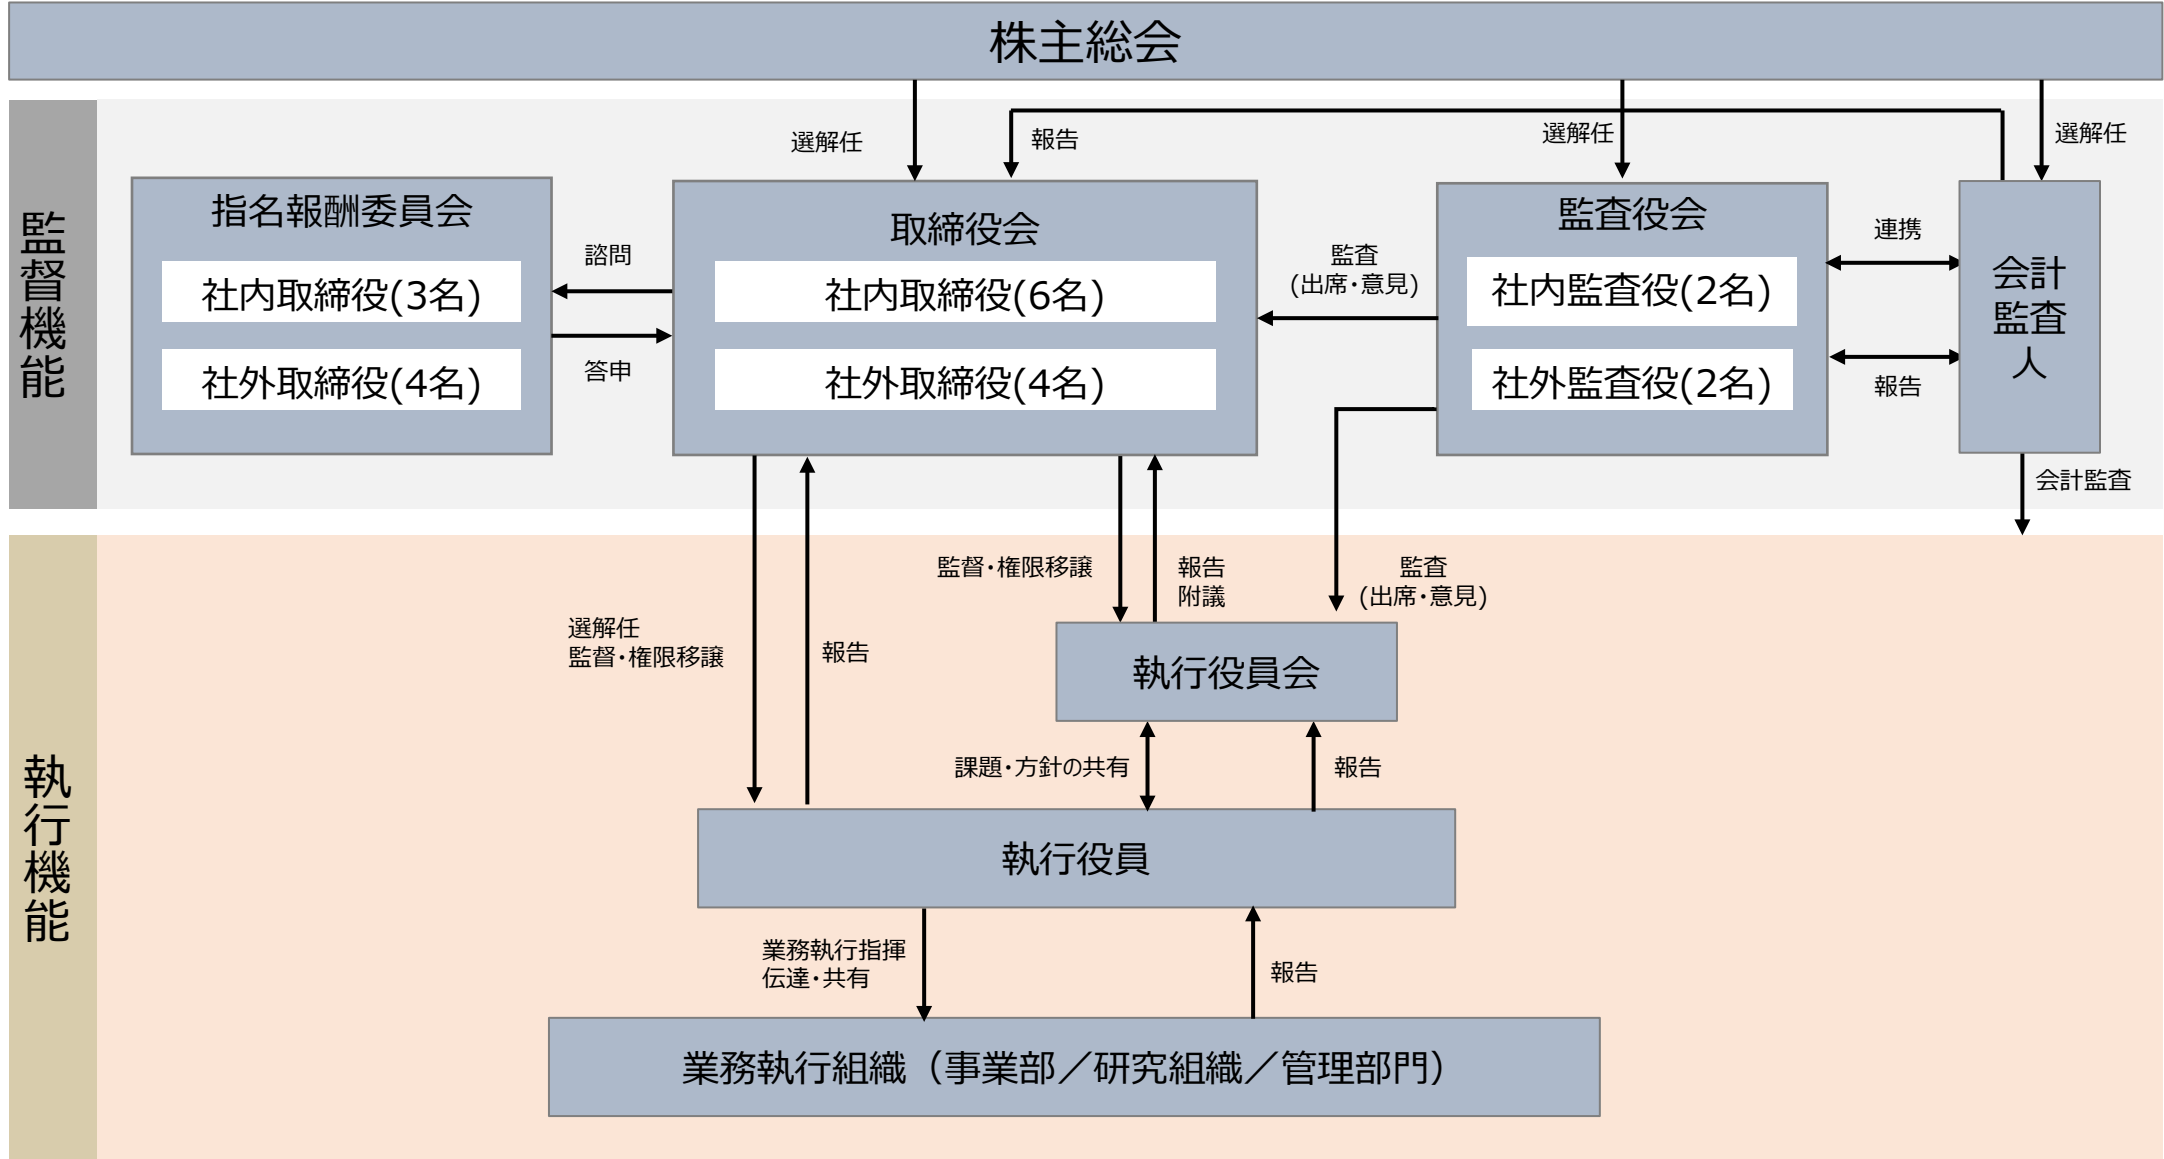 株主総会
監督機能
選解任
報告
選解任
選解任
指名報酬委員会
社内取締役(3名)
社外取締役(4名)
諮問
答申
取締役会
社内取締役(6名)
社外取締役(4名)
監査
(出席・意見)
監査役会
社内監査役(2名)
社外監査役(2名)
連携
報告
会計
監査
人
会計監査
執行機能
選解任
監督・権限移譲
報告
監督・権限移譲
報告
附議
監査
(出席・意見)
執行役員会
課題・方針の共有
報告
執行役員
業務執行指揮
伝達・共有
報告
業務執行組織（事業部／研究組織／管理部門）